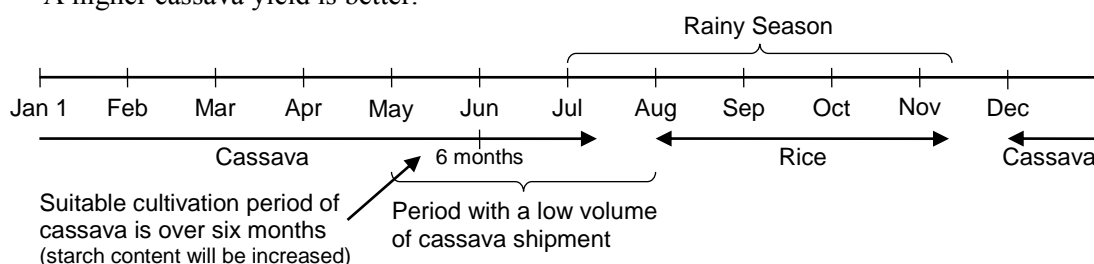 A higher cassava yield is better.
Rainy Season
Jan 1 Feb Mar Apr May Jun Jul Aug Sep Oct Nov Dec
Cassava 6 months Rice Cassava
Suitable cultivation period of
cassava is over six months
(starch content will be increased)
Period with a low volume
of cassava shipment